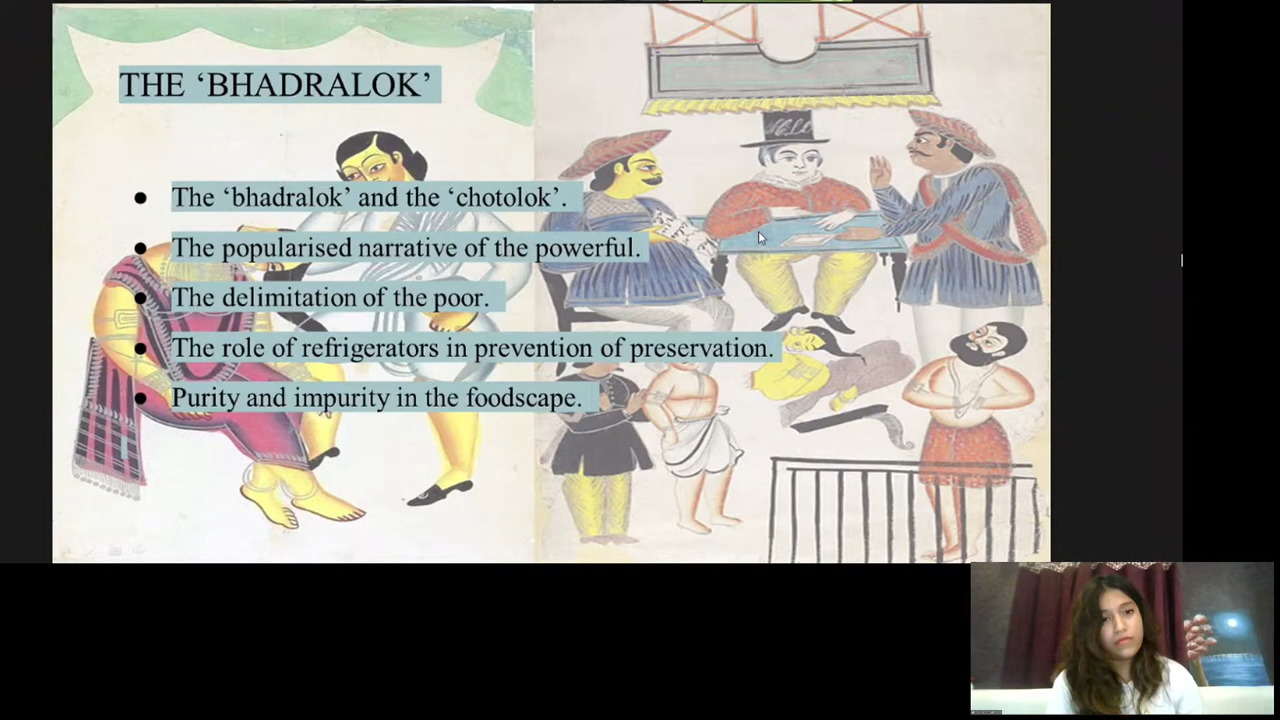 THE ‘BHADRALOK’
● The ‘bhadralok’ and the ‘chotolok’.
● The popularised narrative of the powerful.
● The delimitation of the poor.
● The role of refrigerators in prevention of preservation.
● Purity and impurity in the foodscape.